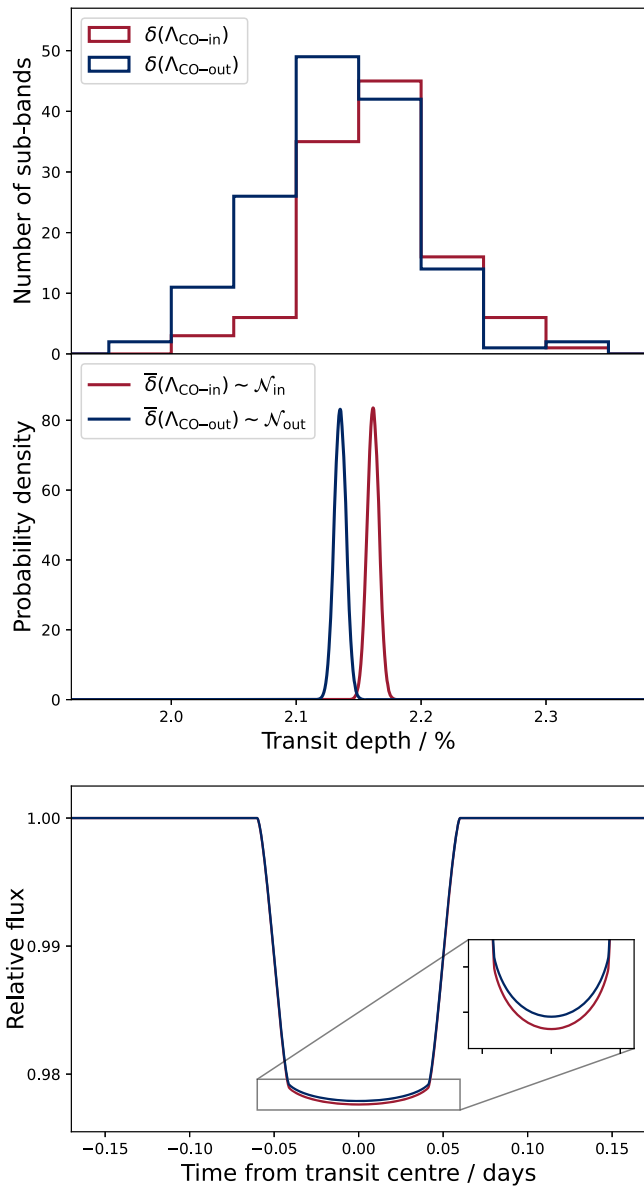 δ(Λ_CO−in)
δ(Λ_CO−out)
Number of sub-bands
50
40
30
20
10
0
δ̅(Λ_CO−in) ∼ 𝒩_in
δ̅(Λ_CO−out) ∼ 𝒩_out
Probability density
80
60
40
20
0
2.0 2.1 2.2 2.3
Transit depth / %
Relative flux
1.00
0.99
0.98
−0.15 −0.10 −0.05 0.00 0.05 0.10 0.15
Time from transit centre / days